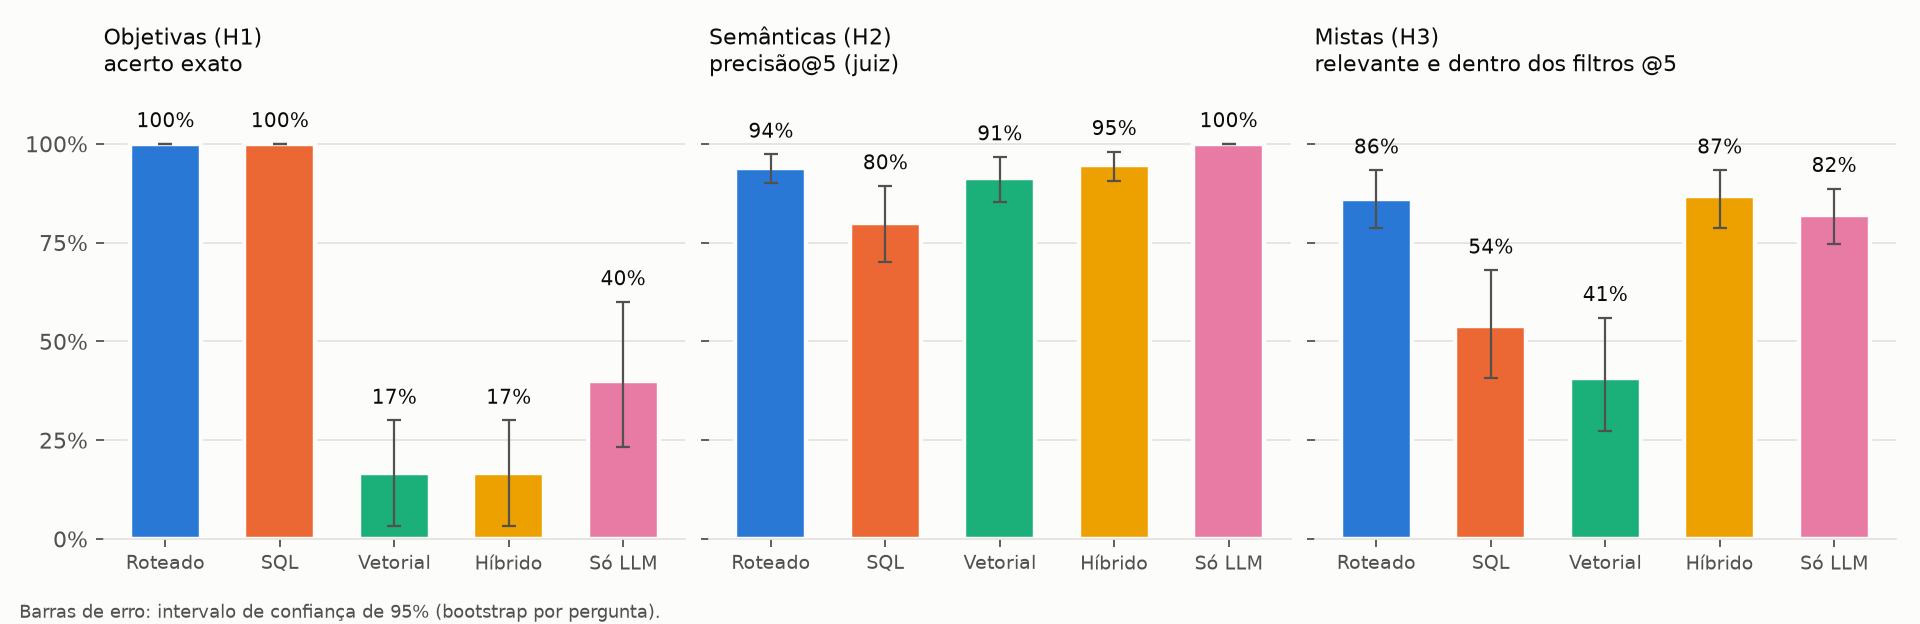 Objetivas (H1)
acerto exato
Semânticas (H2)
precisão@5 (juiz)
Mistas (H3)
relevante e dentro dos filtros @5
100%
75%
50%
25%
0%
100% 100% 17% 17% 40%
94% 80% 91% 95% 100%
86% 54% 41% 87% 82%
Roteado SQL Vetorial Híbrido Só LLM
Roteado SQL Vetorial Híbrido Só LLM
Roteado SQL Vetorial Híbrido Só LLM
Barras de erro: intervalo de confiança de 95% (bootstrap por pergunta).